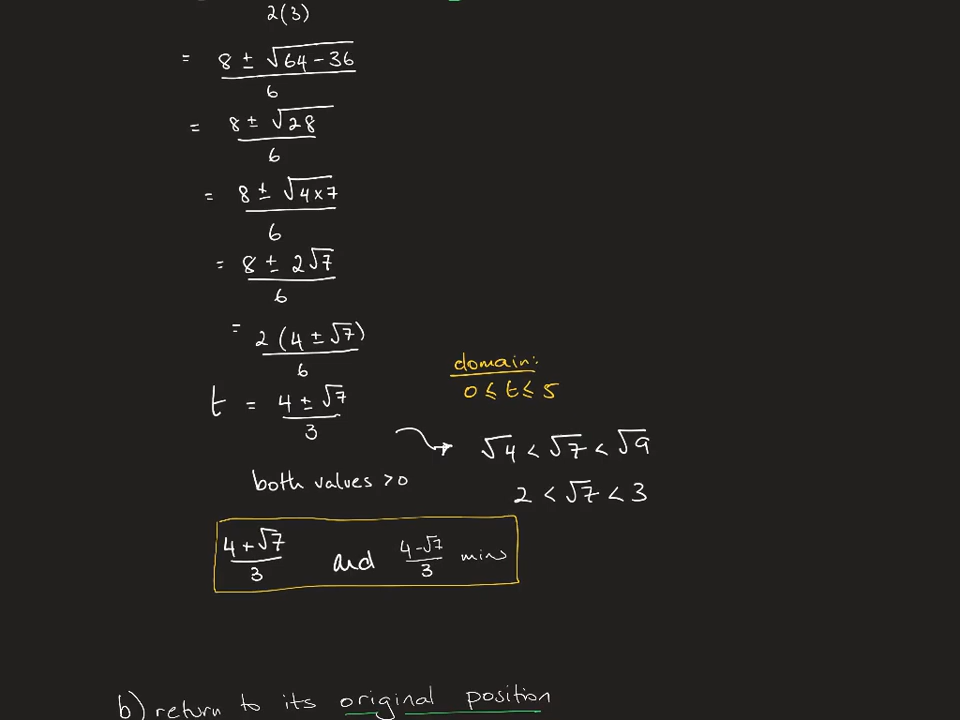 2(3)
= 8 ± √64 - 36
6
= 8 ± √28
6
= 8 ± √4×7
6
= 8 ± 2√7
6
= 2 (4 ± √7)
6
domain:
0 ≤ t ≤ 5
t = 4 ± √7
3
√4 < √7 < √9
both values >0
2 < √7 < 3
4 + √7
3
and
4 - √7
3
mins
b) return to its original position